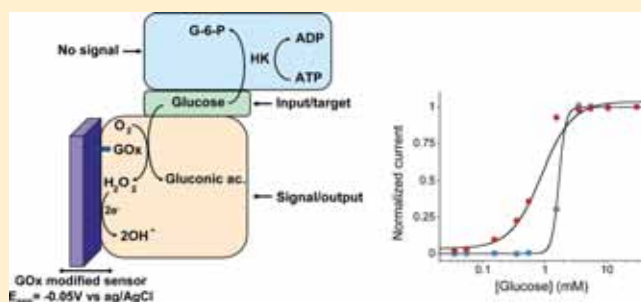 G-6-P
ADP
HK
ATP
No signal
Glucose
Input/target
O2
GOx
H2O2
Gluconic ac.
2e-
2OH-
Signal/output
GOx modified sensor
= -0.05V vs ag/AgCl
Normalized current
1
0.75
0.5
0.25
0
0.1
1
10
[Glucose] (mM)